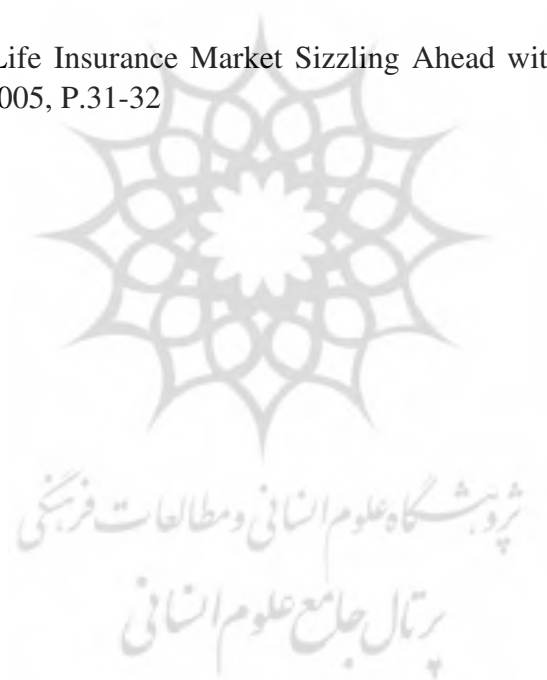 Life Insurance Market Sizzling Ahead wit
005, P.31-32
پژوهشگاه علوم انسانی و مطالعات فرهنگی
پرتال جامع علوم انسانی